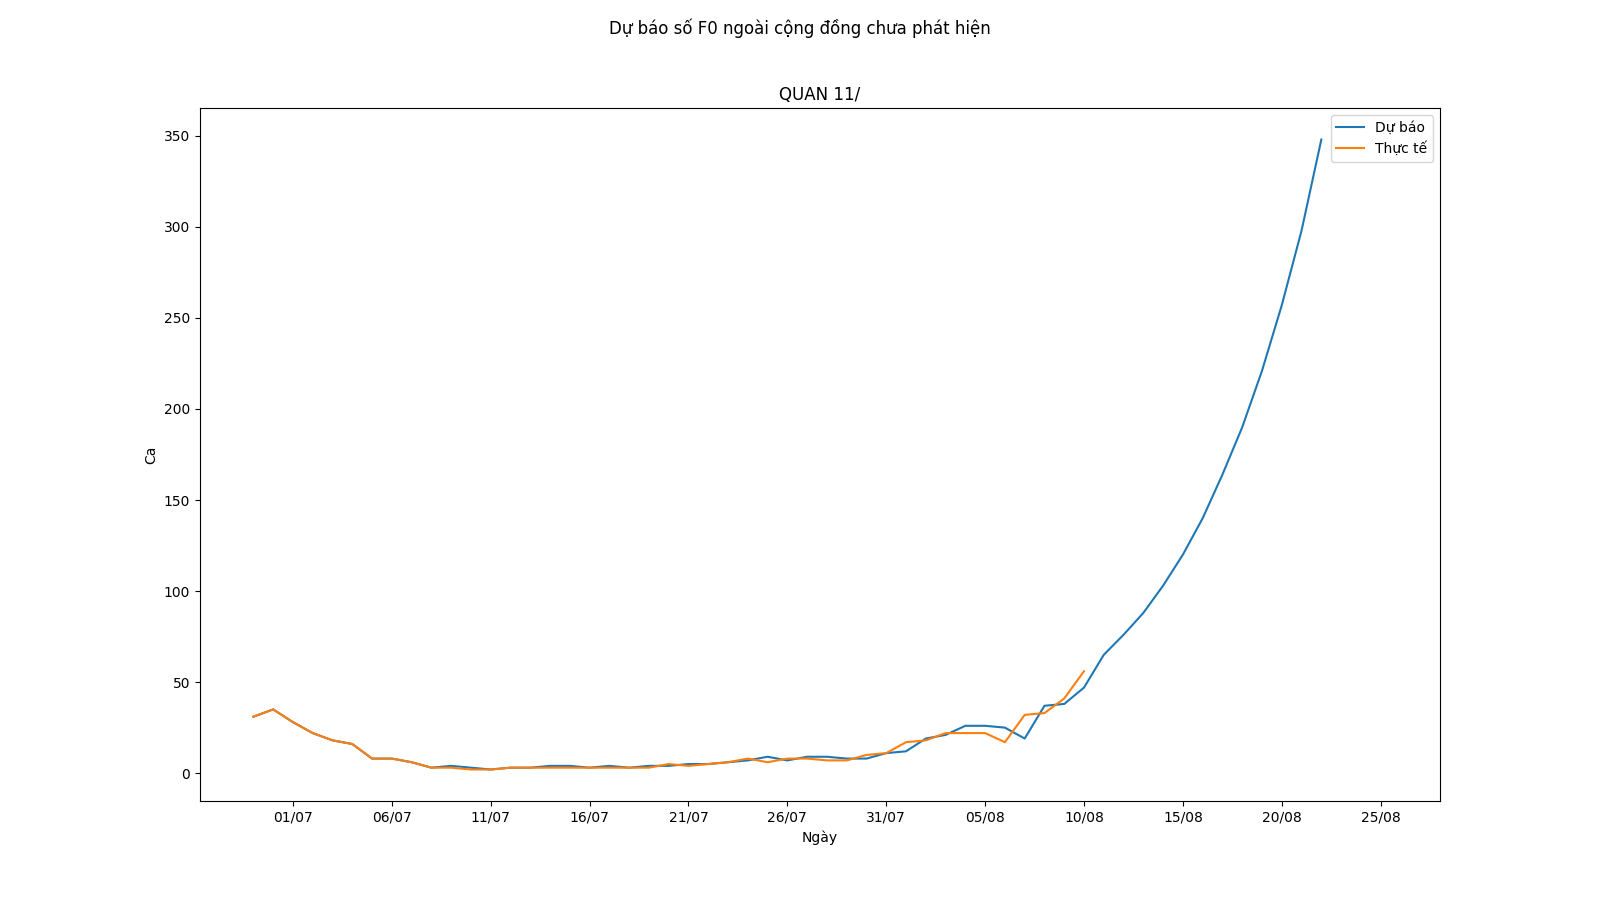 Dự báo số F0 ngoài cộng đồng chưa phát hiện
QUAN 11/
Dự báo
Thực tế
350
300
250
200
150
100
50
0
Ca
01/07 06/07 11/07 16/07 21/07 26/07 31/07 05/08 10/08 15/08 20/08 25/08
Ngày